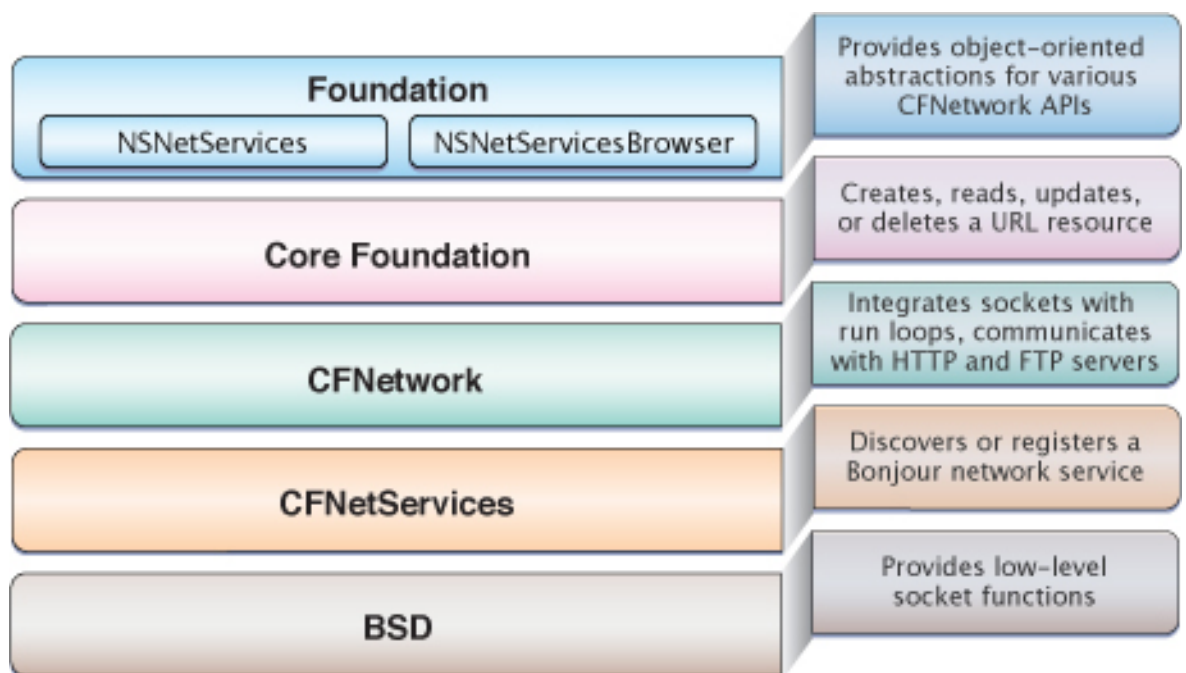 Foundation
NSNetServices
NSNetServicesBrowser
Provides object-oriented
abstractions for various
CFNetwork APIs
Core Foundation
Creates, reads, updates,
or deletes a URL resource
CFNetwork
Integrates sockets with
run loops, communicates
with HTTP and FTP servers
CFNetServices
Discovers or registers a
Bonjour network service
BSD
Provides low-level
socket functions